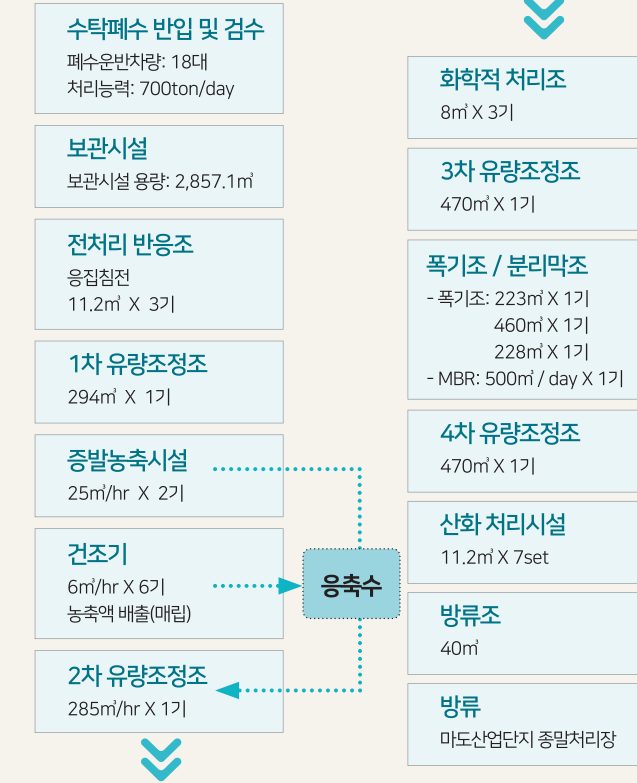 수탁폐수 반입 및 검수
폐수운반차량: 18대
처리능력: 700ton/day
보관시설
보관시설 용량: 2,857.1㎥
전처리 반응조
응집침전
11.2㎥ X 3기
1차 유량조정조
294㎥ X 1기
증발농축시설
25㎥/hr X 2기
건조기
6㎥/hr X 6기
농축액 배출(매립)
응축수
2차 유량조정조
285㎥/hr X 1기
화학적 처리조
8㎥ X 3기
3차 유량조정조
470㎥ X 1기
폭기조 / 분리막조
- 폭기조: 223㎥ X 1기
460㎥ X 1기
228㎥ X 1기
- MBR: 500㎥ / day X 1기
4차 유량조정조
470㎥ X 1기
산화 처리시설
11.2㎥ X 7set
방류조
40㎥
방류
마도산업단지 종말처리장